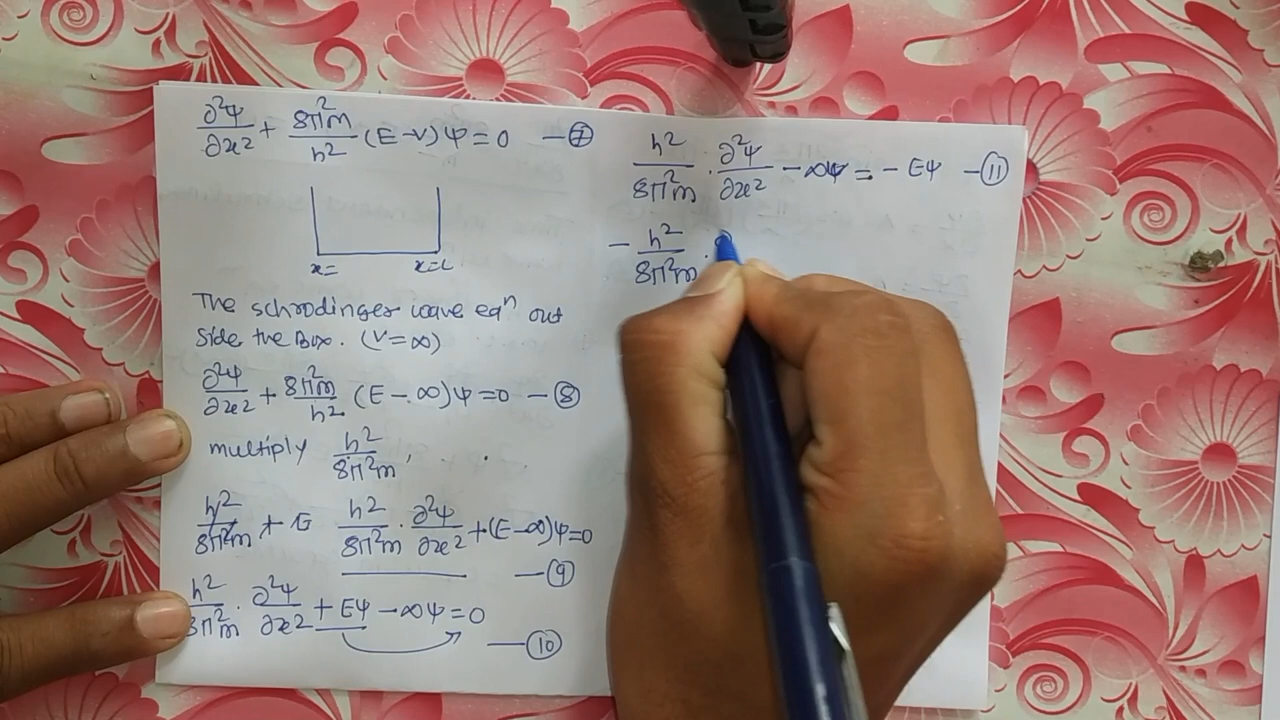 ∂²ψ/∂x² + 8π²m/h² (E-V)ψ = 0 —⑦
x= x=L
The schrodinger wave eqⁿ out
side the Box. (V=∞)
∂²ψ/∂x² + 8π²m/h² (E-∞)ψ=0 —⑧
multiply h²/8π²m,
h²/8π²m · ∂²ψ/∂x² +(E-∞)ψ=0
—⑨
h²/8π²m · ∂²ψ/∂x² + Eψ -∞ψ=0
—⑩
h²/8π²m · ∂²ψ/∂x² -∞ψ = - Eψ —⑪
- h²/8π²m ·